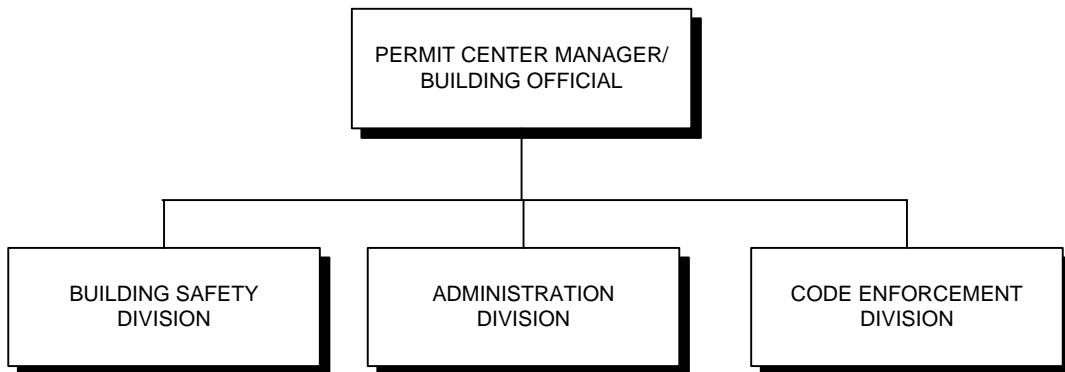 PERMIT CENTER MANAGER/
BUILDING OFFICIAL
BUILDING SAFETY
DIVISION
ADMINISTRATION
DIVISION
CODE ENFORCEMENT
DIVISION